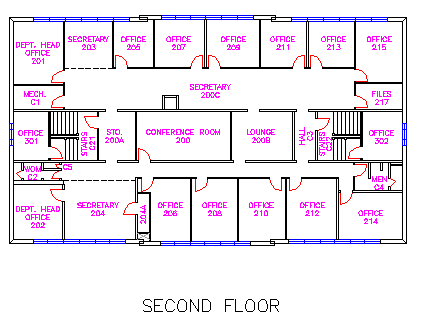 DEPT. HEAD
OFFICE
201
SECRETARY
203
OFFICE
205
OFFICE
207
OFFICE
209
OFFICE
211
OFFICE
213
OFFICE
215
MECH.
C1
SECRETARY
200C
FILES
217
OFFICE
301
STAIRS
C21
STO.
200A
CONFERENCE ROOM
200
LOUNGE
200B
HALL
C3
STAIRS
C22
OFFICE
302
WOM
C2
C5
MEN
C4
DEPT. HEAD
OFFICE
202
SECRETARY
204
204A
OFFICE
206
OFFICE
208
OFFICE
210
OFFICE
212
OFFICE
214
SECOND FLOOR